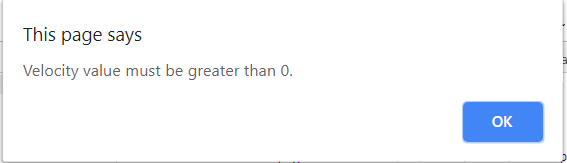 This page says
Velocity value must be greater than 0.
OK